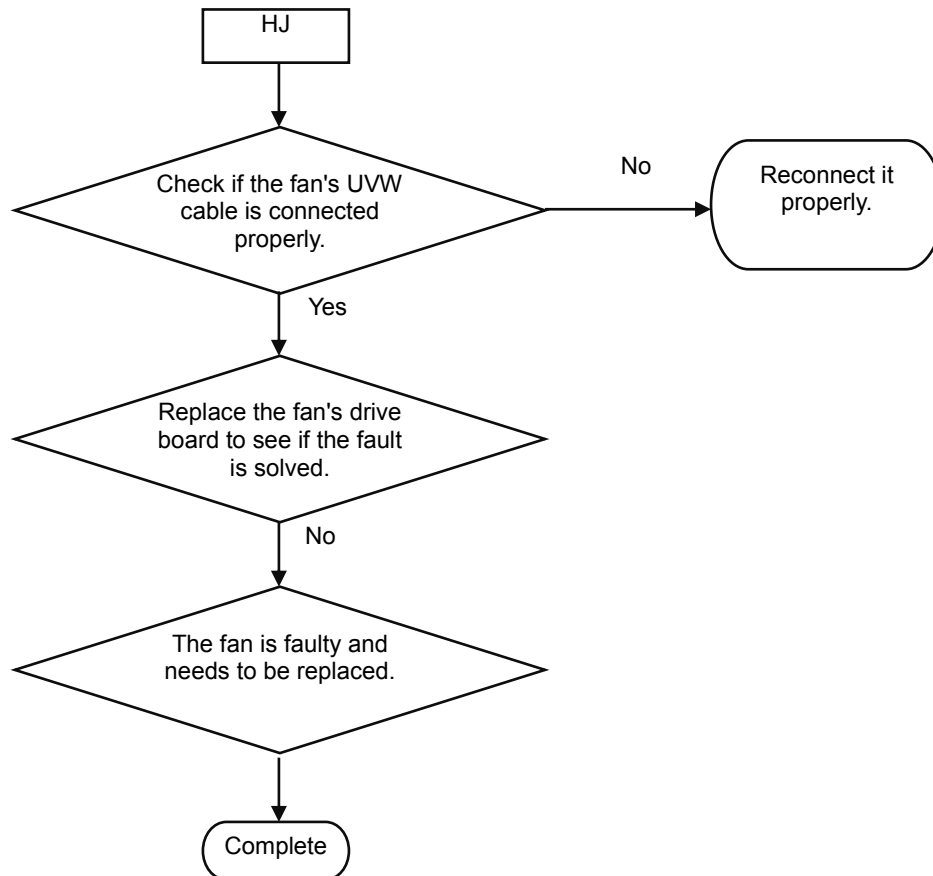 HJ
Check if the fan's UVW
cable is connected
properly.
No
Reconnect it
properly.
Yes
Replace the fan's drive
board to see if the fault
is solved.
No
The fan is faulty and
needs to be replaced.
Complete